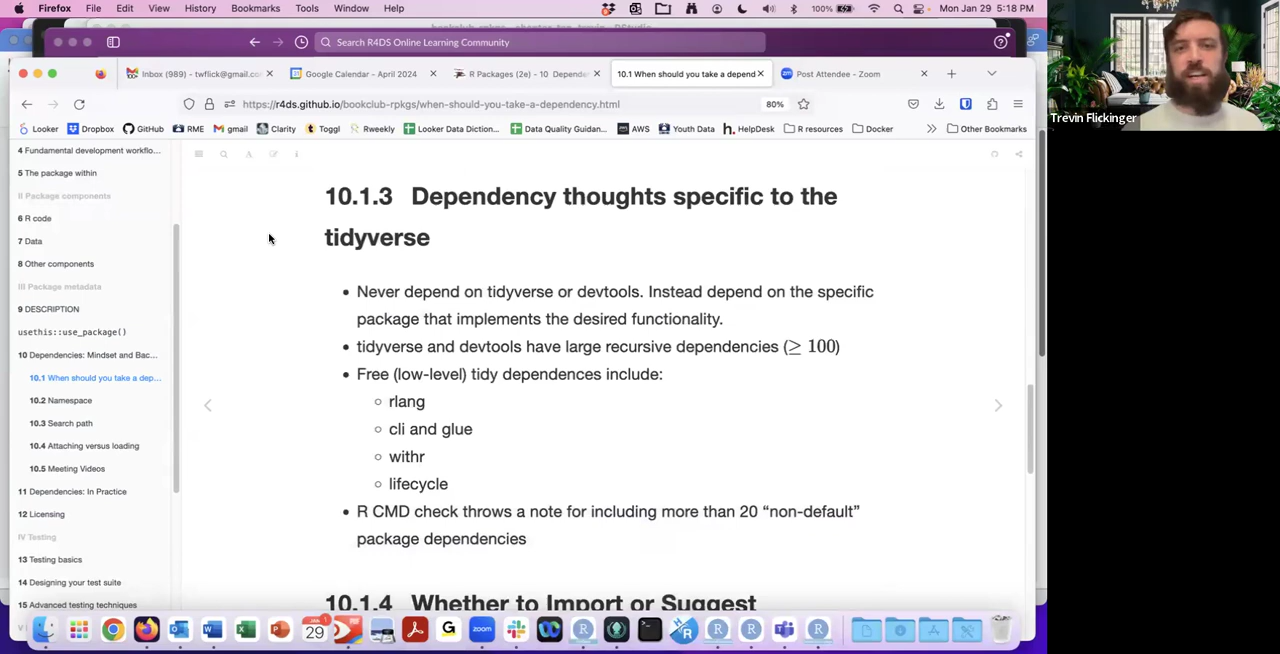 Firefox File Edit View History Bookmarks Tools Window Help 100% Mon Jan 29 5:18 PM
Search R4DS Online Learning Community
Inbox (989) - twflick@gmail.co
Google Calendar - April 2024
R Packages (2e) - 10 Depende
10.1 When should you take a depend
Post Attendee - Zoom
https://r4ds.github.io/bookclub-rpkgs/when-should-you-take-a-dependency.html 80%
Looker Dropbox GitHub RME gmail Clarity Toggl Rweekly Looker Data Diction... Data Quality Guidan... AWS Youth Data HelpDesk R resources Docker Other Bookmarks
Trevin Flickinger
4 Fundamental development workflo...
5 The package within
II Package components
6 R code
7 Data
8 Other components
III Package metadata
9 DESCRIPTION
usethis::use_package()
10 Dependencies: Mindset and Bac...
10.1 When should you take a dep...
10.2 Namespace
10.3 Search path
10.4 Attaching versus loading
10.5 Meeting Videos
11 Dependencies: In Practice
12 Licensing
IV Testing
13 Testing basics
14 Designing your test suite
15 Advanced testing techniques
10.1.3 Dependency thoughts specific to the
tidyverse
• Never depend on tidyverse or devtools. Instead depend on the specific
package that implements the desired functionality.
• tidyverse and devtools have large recursive dependencies (≥ 100)
• Free (low-level) tidy dependences include:
○ rlang
○ cli and glue
○ withr
○ lifecycle
• R CMD check throws a note for including more than 20 “non-default”
package dependencies
10.1.4 Whether to Import or Suggest
JAN
29
zoom